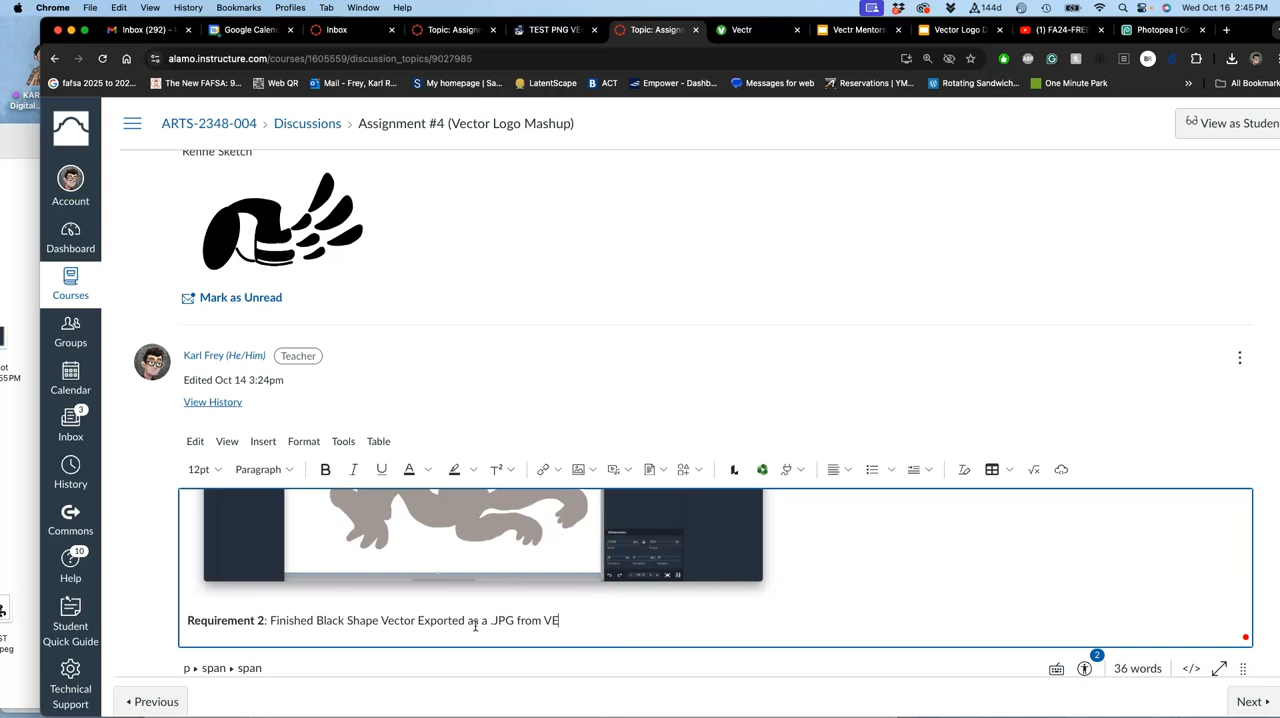 Chrome File Edit View History Bookmarks Profiles Tab Window Help 144d Wed Oct 16 2:45 PM
Inbox (292) - Google Calen Inbox Topic: Assign TEST PNG VE Topic: Assign Vectr Vectr Mentors Vector Logo D (1) FA24-FREE Photopea | On
alamo.instructure.com/courses/1605559/discussion_topics/9027985
fafsa 2025 to 202... The New FAFSA: 9... Web QR Mail - Frey, Karl R... My homepage | Sa... LatentScape ACT Empower - Dashb... Messages for web Reservations | YM... Rotating Sandwich... One Minute Park » All Bookmark
ARTS-2348-004 › Discussions › Assignment #4 (Vector Logo Mashup)
View as Studen
Refine Sketch
Account
Dashboard
Courses
Groups
Calendar
3
Inbox
History
Commons
10
Help
Student
Quick Guide
Technical
Support
Mark as Unread
Karl Frey (He/Him) Teacher
Edited Oct 14 3:24pm
View History
Edit View Insert Format Tools Table
12pt Paragraph B I U A T²
Requirement 2: Finished Black Shape Vector Exported as a .JPG from VE
p ▸ span ▸ span
2
36 words </>
Previous
Next